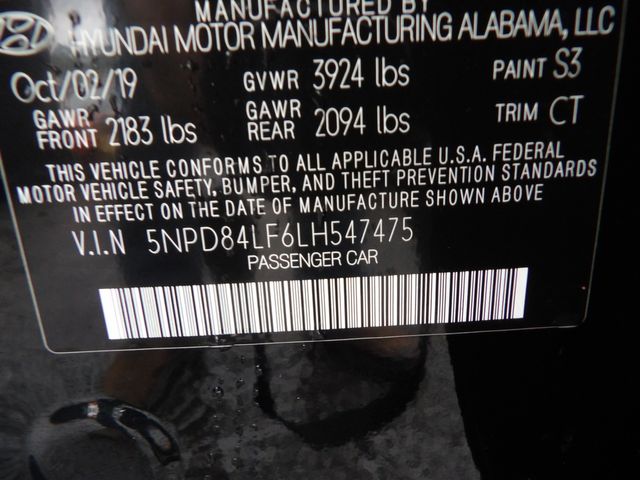 MANUFACTURED BY
HYUNDAI MOTOR MANUFACTURING ALABAMA, LLC
Oct/02/19 GVWR 3924 lbs PAINT S3
GAWR FRONT 2183 lbs GAWR REAR 2094 lbs TRIM CT
THIS VEHICLE CONFORMS TO ALL APPLICABLE U.S.A. FEDERAL
MOTOR VEHICLE SAFETY, BUMPER, AND THEFT PREVENTION STANDARDS
IN EFFECT ON THE DATE OF MANUFACTURE SHOWN ABOVE
V.I.N 5NPD84LF6LH547475
PASSENGER CAR